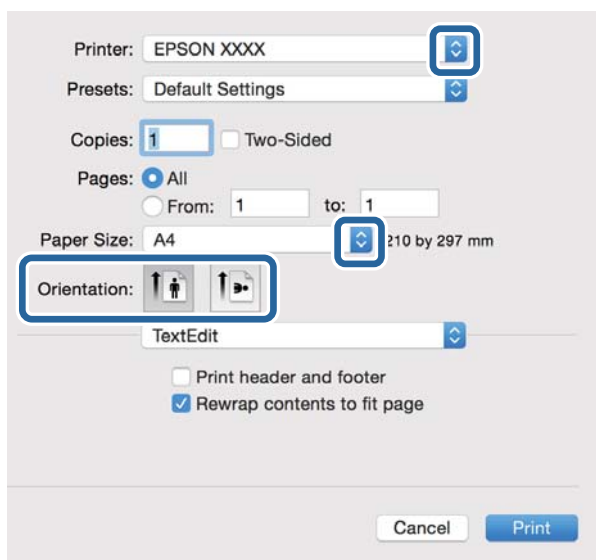 Printer: EPSON XXXX
Presets: Default Settings
Copies: 1 Two-Sided
Pages: All
From: 1 to: 1
Paper Size: A4 210 by 297 mm
Orientation:
TextEdit
Print header and footer
Rewrap contents to fit page
Cancel Print